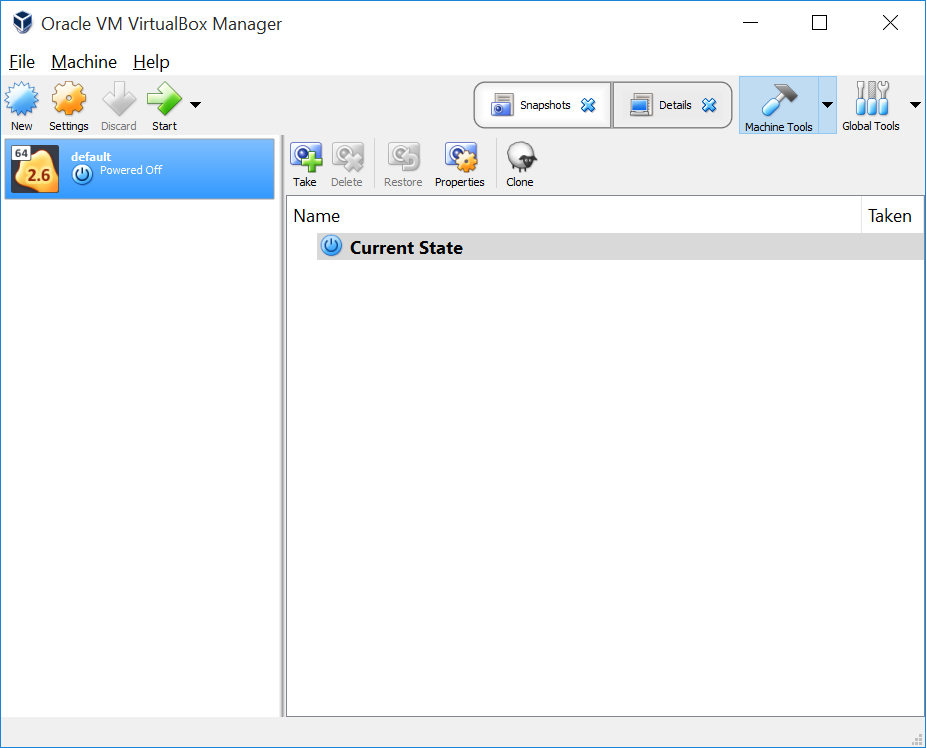 Oracle VM VirtualBox Manager
File Machine Help
New Settings Discard Start
Snapshots Details
Machine Tools Global Tools
64
2.6
default
Powered Off
Take Delete Restore Properties Clone
Name Taken
Current State